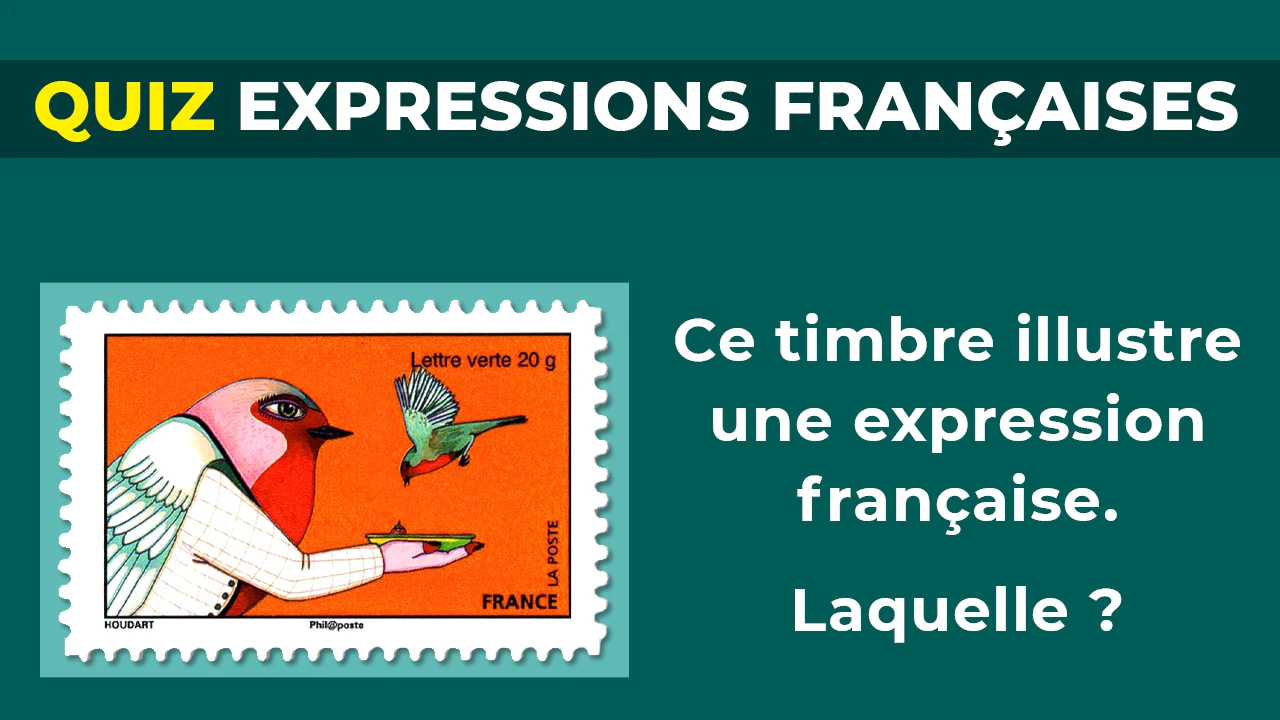 QUIZ EXPRESSIONS FRANÇAISES
Lettre verte 20 g
LA POSTE
FRANCE
HOUDART
Phil@poste
Ce timbre illustre
une expression
française.
Laquelle ?